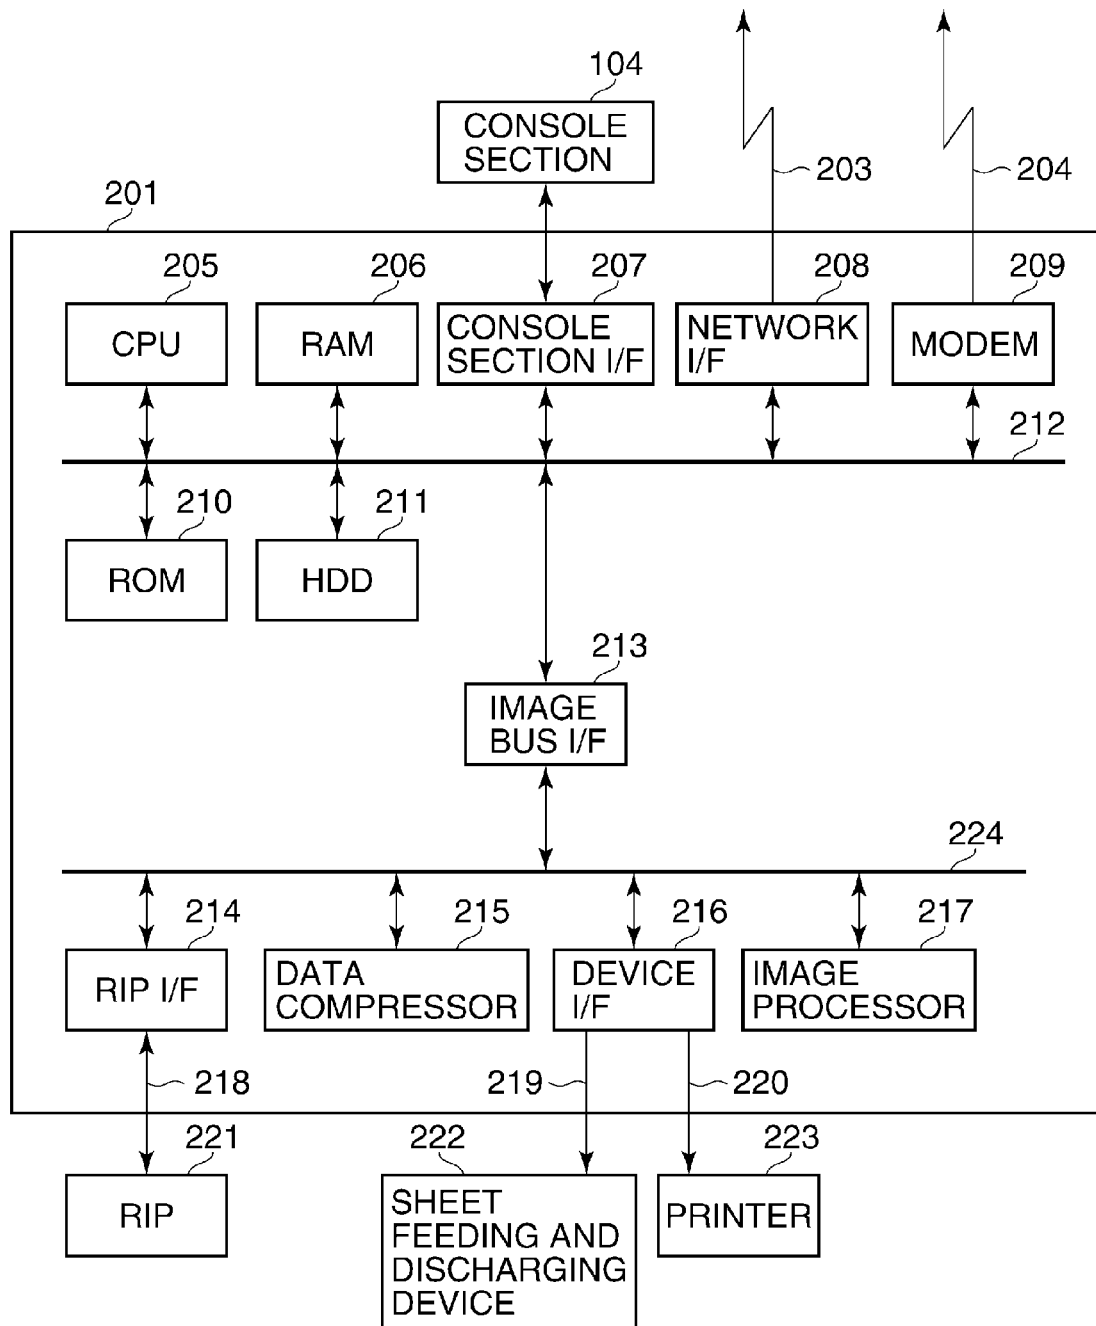 104
CONSOLE
SECTION
203
204
201
205
206
207
208
209
CPU
RAM
CONSOLE
SECTION I/F
NETWORK
I/F
MODEM
212
210
211
ROM
HDD
213
IMAGE
BUS I/F
224
214
215
216
217
RIP I/F
DATA
COMPRESSOR
DEVICE
I/F
IMAGE
PROCESSOR
218
219
220
221
222
223
RIP
SHEET
FEEDING AND
DISCHARGING
DEVICE
PRINTER